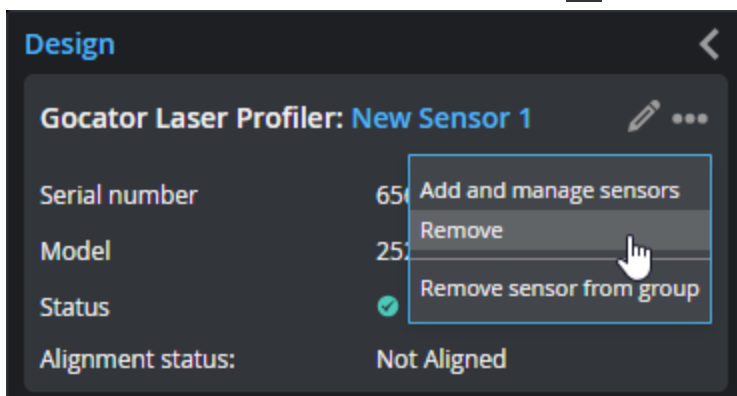 Design
Gocator Laser Profiler: New Sensor 1
Serial number
Add and manage sensors
Remove
Model
Remove sensor from group
Status
Alignment status: Not Aligned